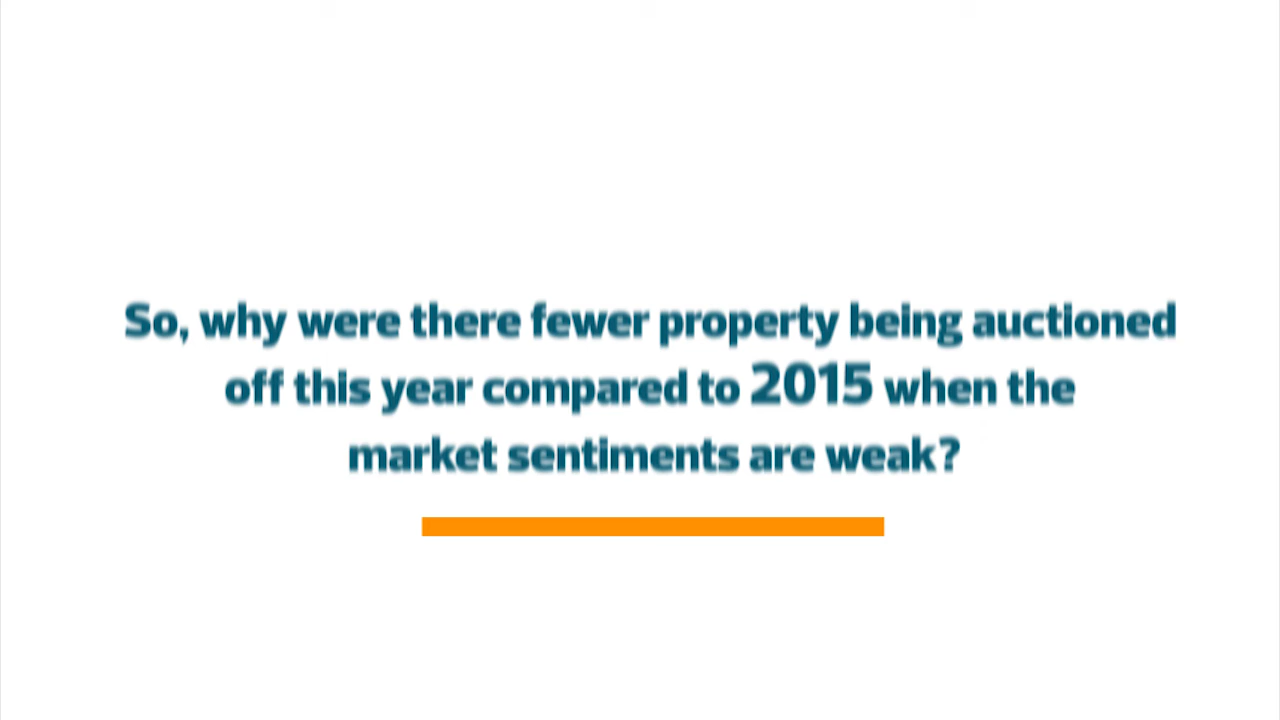 So, why were there fewer property being auctioned
off this year compared to 2015 when the
market sentiments are weak?